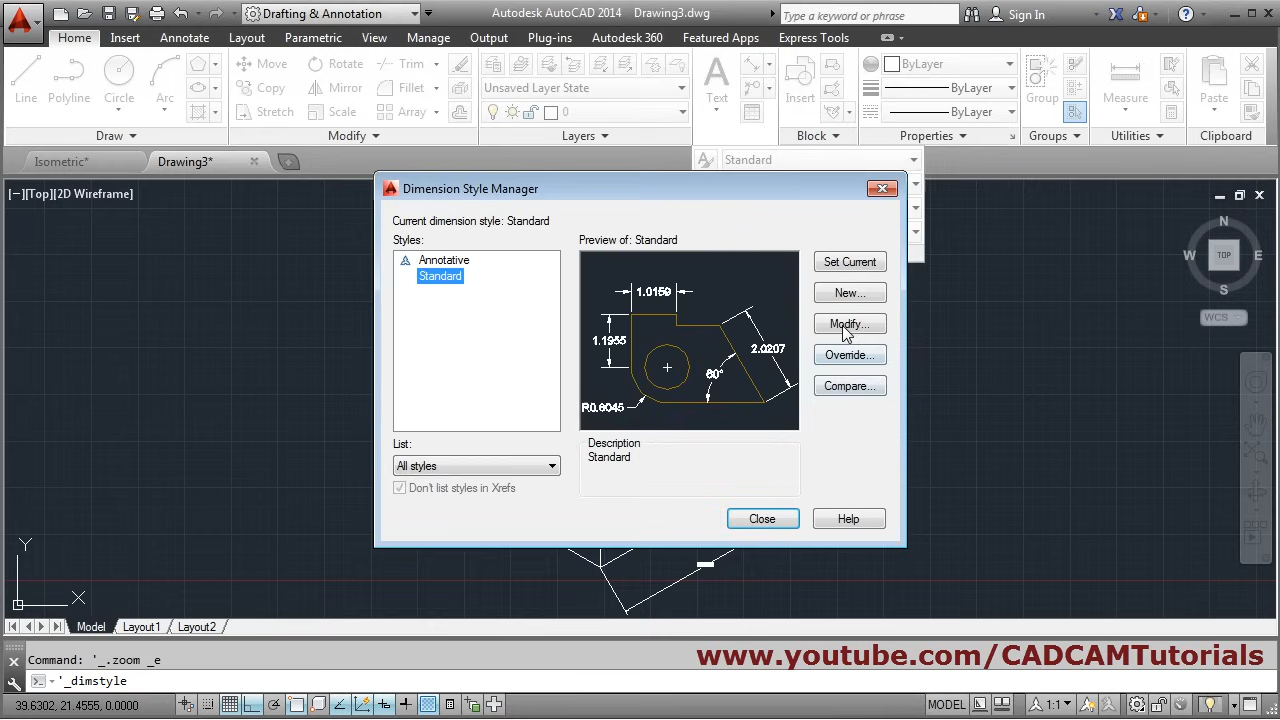 Drafting & Annotation
Autodesk AutoCAD 2014 Drawing3.dwg
Type a keyword or phrase
Sign In
Home Insert Annotate Layout Parametric View Manage Output Plug-ins Autodesk 360 Featured Apps Express Tools
Line Polyline Circle Arc
Move Rotate Trim
Copy Mirror Fillet
Stretch Scale Array
Unsaved Layer State
0
Text
Insert
ByLayer
ByLayer
ByLayer
Group
Measure
Paste
Draw Modify Layers Block Properties Groups Utilities Clipboard
Isometric* Drawing3*
Standard
[−][Top][2D Wireframe]
N
W TOP E
S
WCS
Dimension Style Manager
Current dimension style: Standard
Styles:
Annotative
Standard
List:
All styles
Don't list styles in Xrefs
Preview of: Standard
1.0159
1.1955
2.0207
60°
R0.8045
Description
Standard
Set Current
New...
Modify...
Override...
Compare...
Close Help
Y
X
Model Layout1 Layout2
Command: '_.zoom _e
'_dimstyle
www.youtube.com/CADCAMTutorials
39.6302, 21.4555, 0.0000
MODEL
1:1